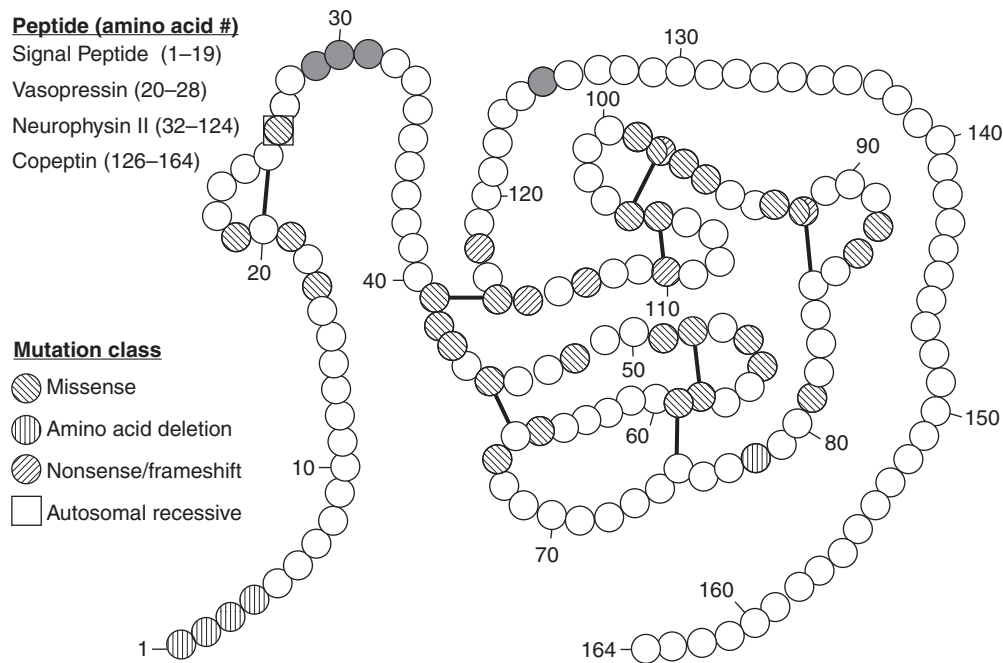 Peptide (amino acid #)
Signal Peptide (1–19)
Vasopressin (20–28)
Neurophysin II (32–124)
Copeptin (126–164)
Mutation class
Missense
Amino acid deletion
Nonsense/frameshift
Autosomal recessive
30
130
100
140
90
120
20
40
110
50
60
80
150
10
70
160
1
164